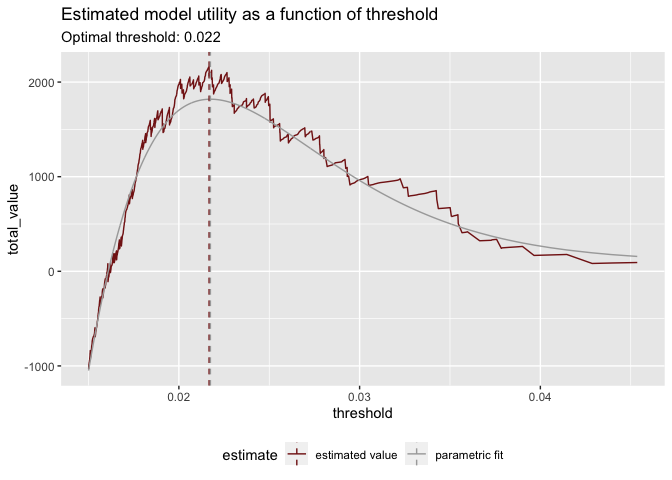 Estimated model utility as a function of threshold
Optimal threshold: 0.022
total_value
2000
1000
0
-1000
0.02 0.03 0.04
threshold
estimate estimated value parametric fit